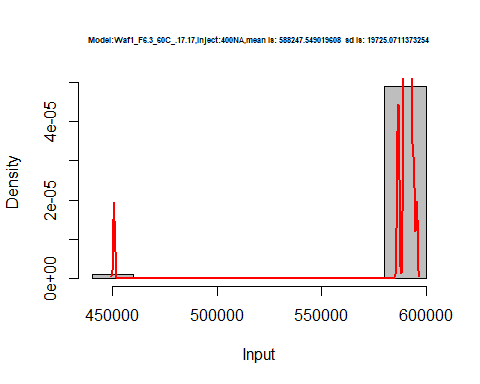 Model:Waf1_F6.3_60C_.17.17,Inject:400NA,mean is: 588247.549019608 sd is: 19725.0711373254
Density
4e-05
2e-05
0e+00
450000 500000 550000 600000
Input